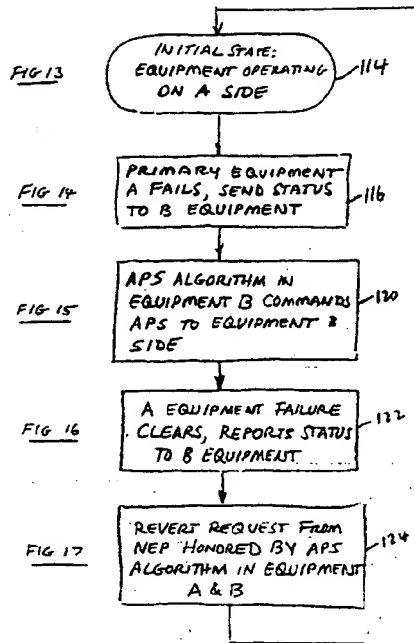 FIG 13
INITIAL STATE:
EQUIPMENT OPERATING
ON A SIDE
114
FIG 14
PRIMARY EQUIPMENT
A FAILS, SEND STATUS
TO B EQUIPMENT
116
FIG 15
APS ALGORITHM IN
EQUIPMENT B COMMANDS
APS TO EQUIPMENT B
SIDE
120
FIG 16
A EQUIPMENT FAILURE
CLEARS, REPORTS STATUS
TO B EQUIPMENT
122
FIG 17
REVERT REQUEST FROM
NEP HONORED BY APS
ALGORITHM IN EQUIPMENT
A & B
124